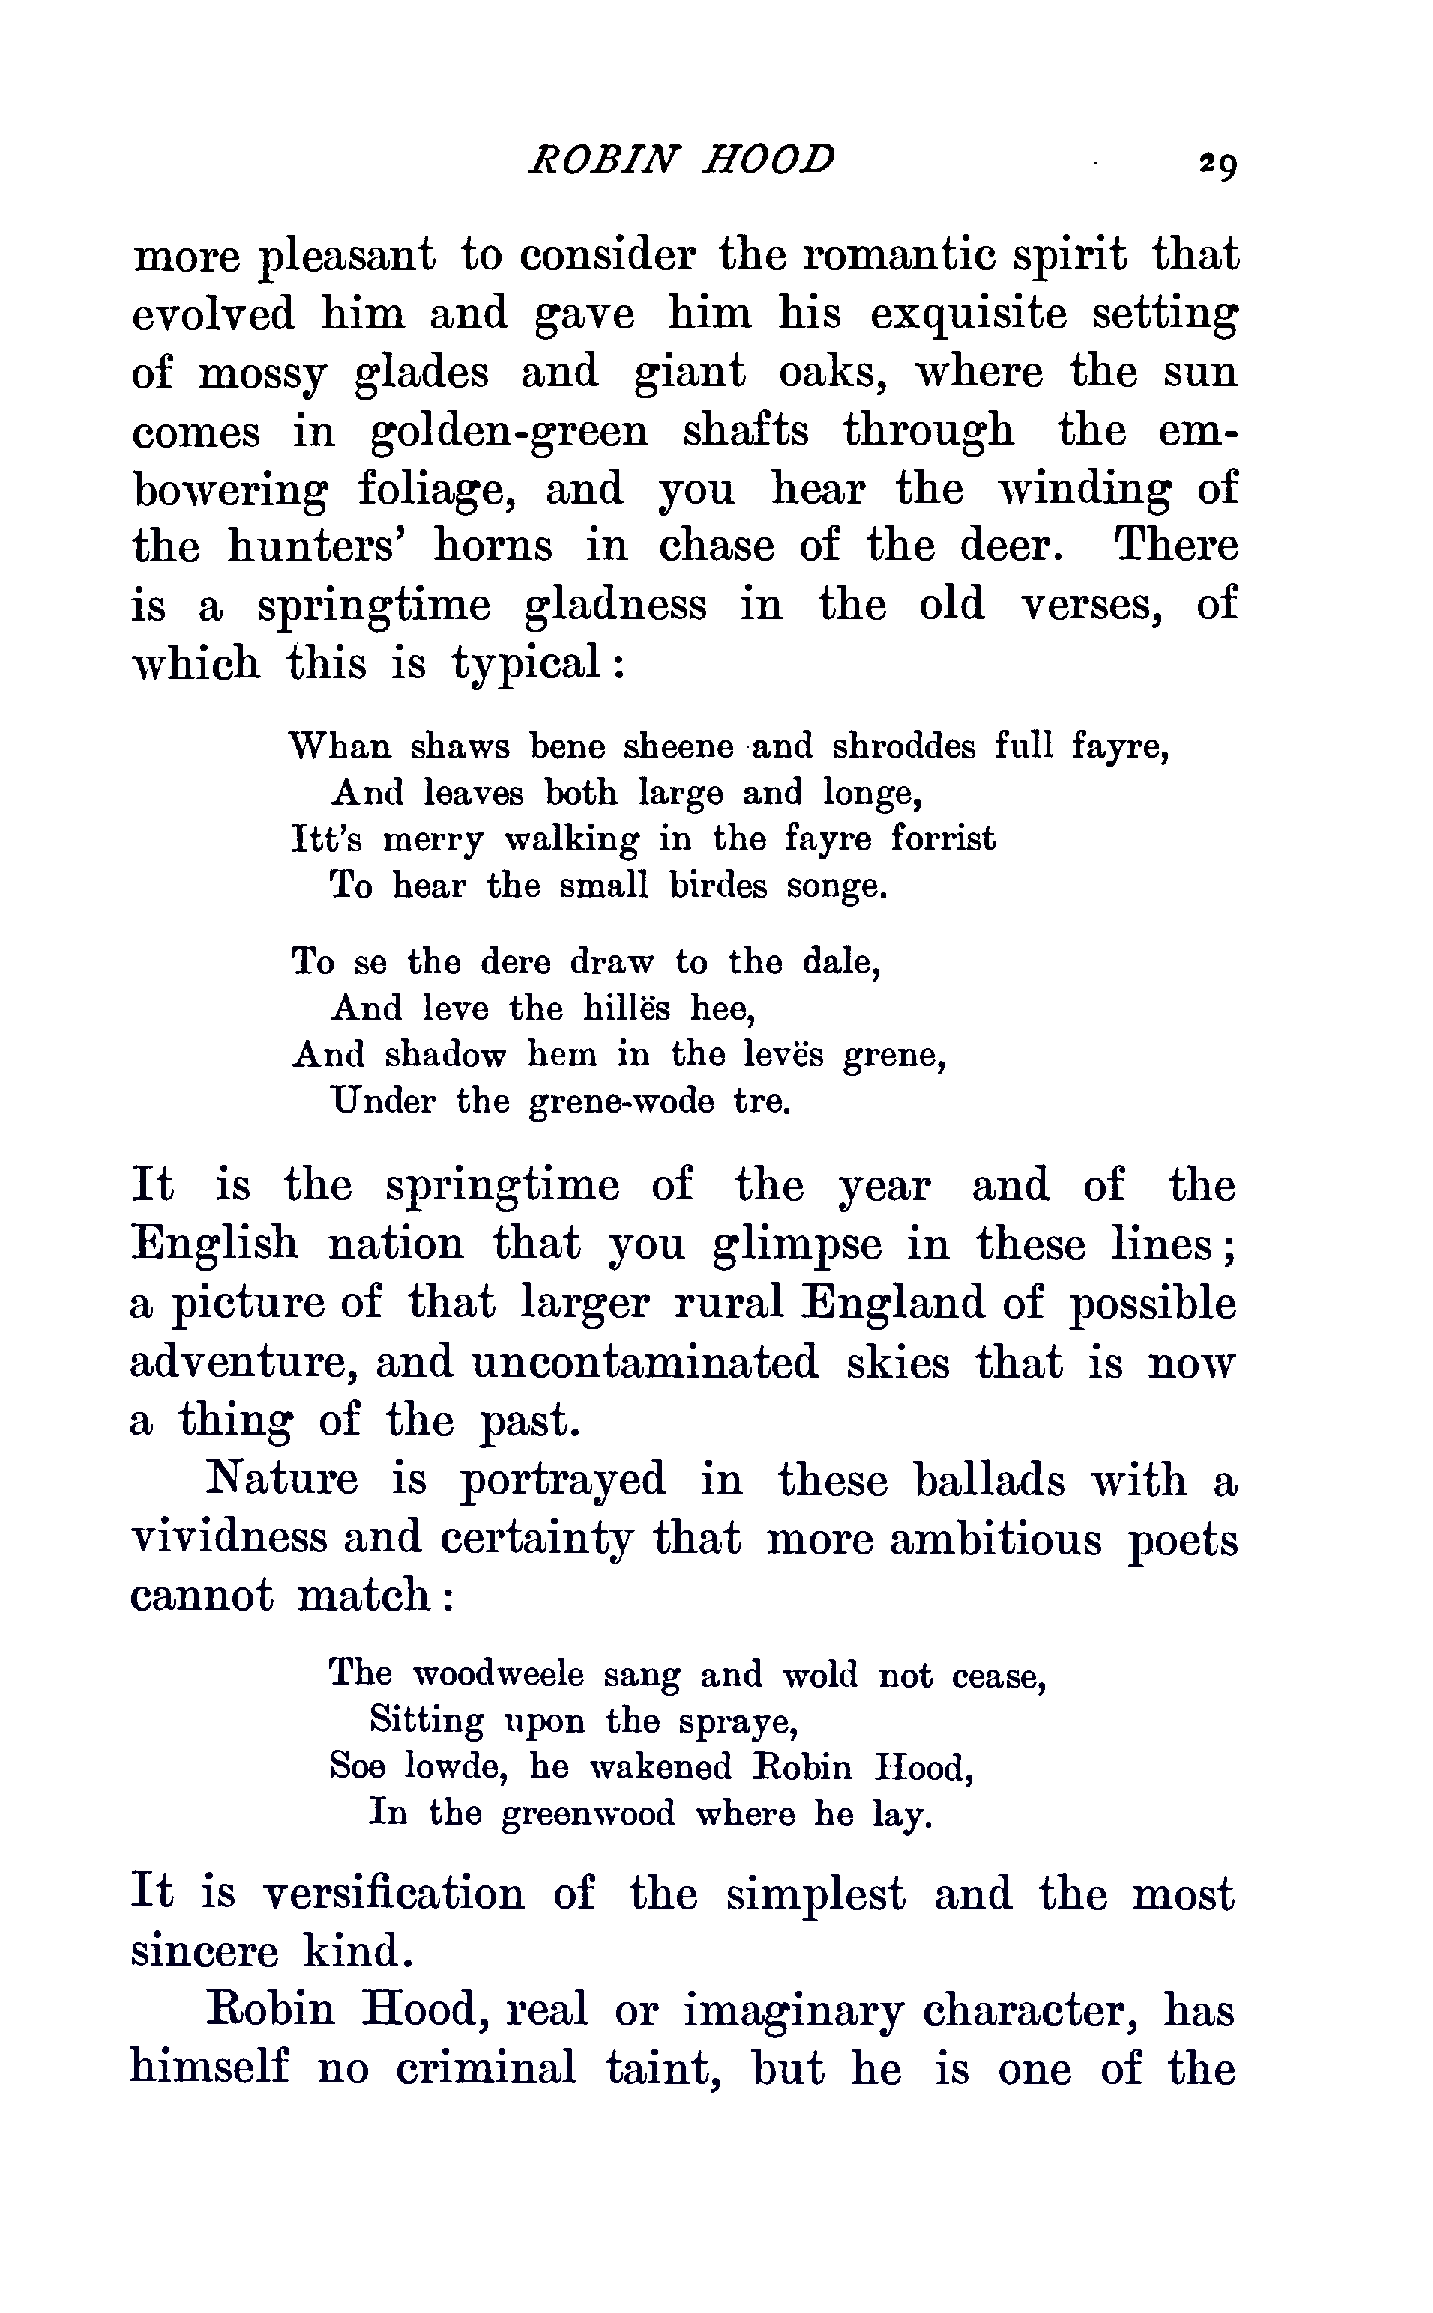 ROBIN HOOD 29
more pleasant to consider the romantic spirit that
evolved him and gave him his exquisite setting
of mossy glades and giant oaks, where the sun
comes in golden-green shafts through the em-
bowering foliage, and you hear the winding of
the hunters' horns in chase of the deer. There
is a springtime gladness in the old verses, of
which this is typical:
Whan shaws bene sheene and shroddes full fayre,
And leaves both large and longe,
Itt's merry walking in the fayre forrist
To hear the small birdes songe.
To se the dere draw to the dale,
And leve the hillës hee,
And shadow hem in the levës grene,
Under the grene-wode tre.
It is the springtime of the year and of the
English nation that you glimpse in these lines;
a picture of that larger rural England of possible
adventure, and uncontaminated skies that is now
a thing of the past.
Nature is portrayed in these ballads with a
vividness and certainty that more ambitious poets
cannot match:
The woodweele sang and wold not cease,
Sitting upon the spraye,
Soe lowde, he wakened Robin Hood,
In the greenwood where he lay.
It is versification of the simplest and the most
sincere kind.
Robin Hood, real or imaginary character, has
himself no criminal taint, but he is one of the